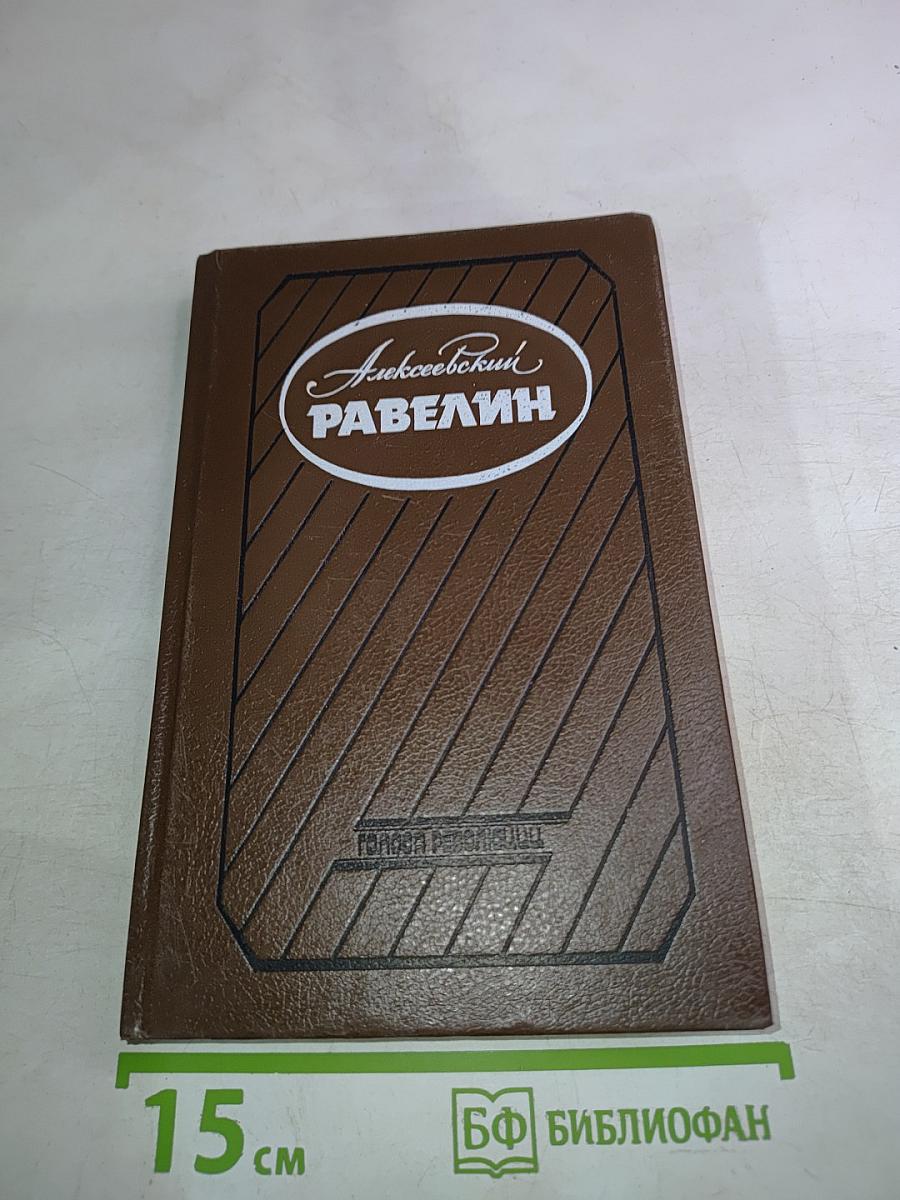 Алексеевский
РАВЕЛИН
ГОЛОСА РЕВОЛЮЦИИ
15 см
БФ БИБЛИОФАН